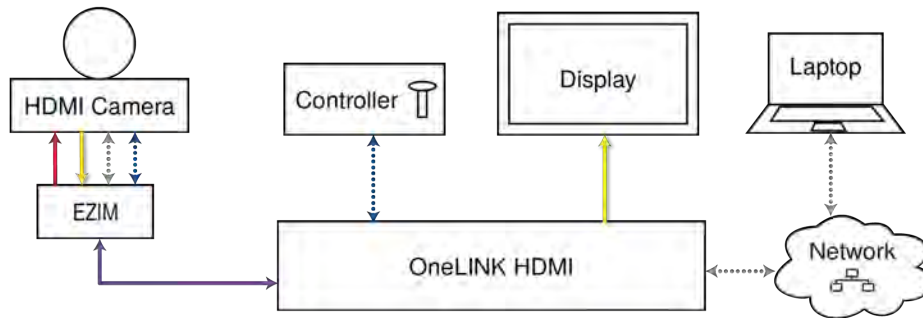 HDMI Camera
Controller
Display
Laptop
EZIM
OneLINK HDMI
Network